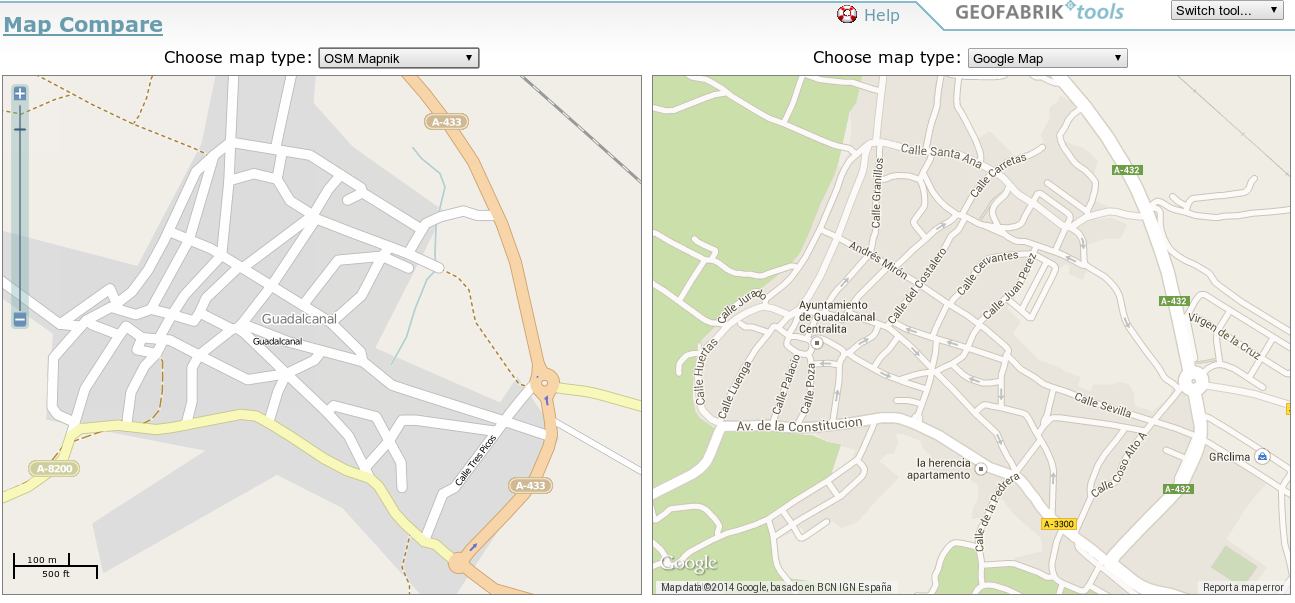 Map Compare
Help
GEOFABRIK tools
Switch tool...
Choose map type:
OSM Mapnik
Choose map type:
Google Map
A-433
Guadalcanal
Guadalcanal
Calle Tres Picos
A-8200
A-433
100 m
500 ft
Calle Santa Ana
Calle Carretas
A-432
Calle Granillos
Andrés Mirón
Calle del Costalero
Calle Cervantes
Calle Juan Perez
A-432
Calle Jurado
Ayuntamiento
de Guadalcanal
Centralita
Virgen de la Cruz
Calle Huertas
Calle Luenga
Calle Palacio
Calle Poza
Calle Sevilla
Av. de la Constitucion
Calle Coso Alto A
GRclima
la herencia
apartamento
A-432
Calle de la Pedrera
A-3300
Google
Map data ©2014 Google, basado en BCN IGN España
Report a map error